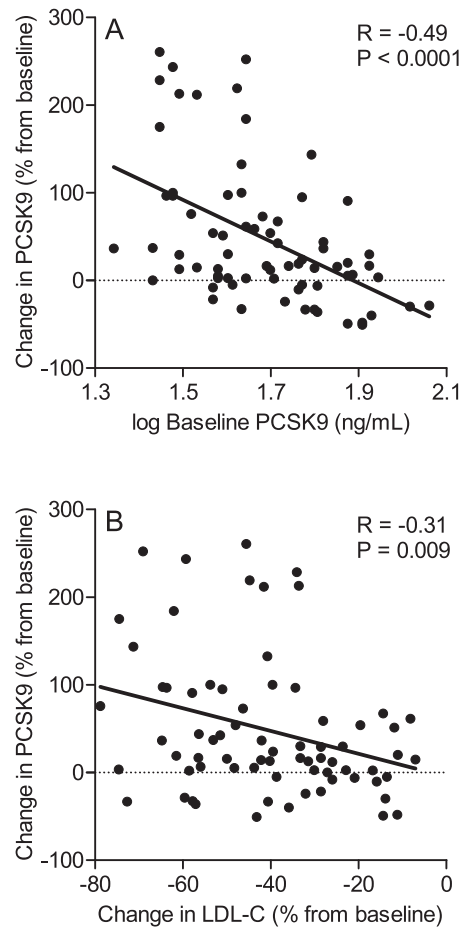 A
R = -0.49
P < 0.0001
Change in PCSK9 (% from baseline)
300
200
100
0
-100
1.3 1.5 1.7 1.9 2.1
log Baseline PCSK9 (ng/mL)
B
R = -0.31
P = 0.009
Change in PCSK9 (% from baseline)
300
200
100
0
-100
-80 -60 -40 -20 0
Change in LDL-C (% from baseline)